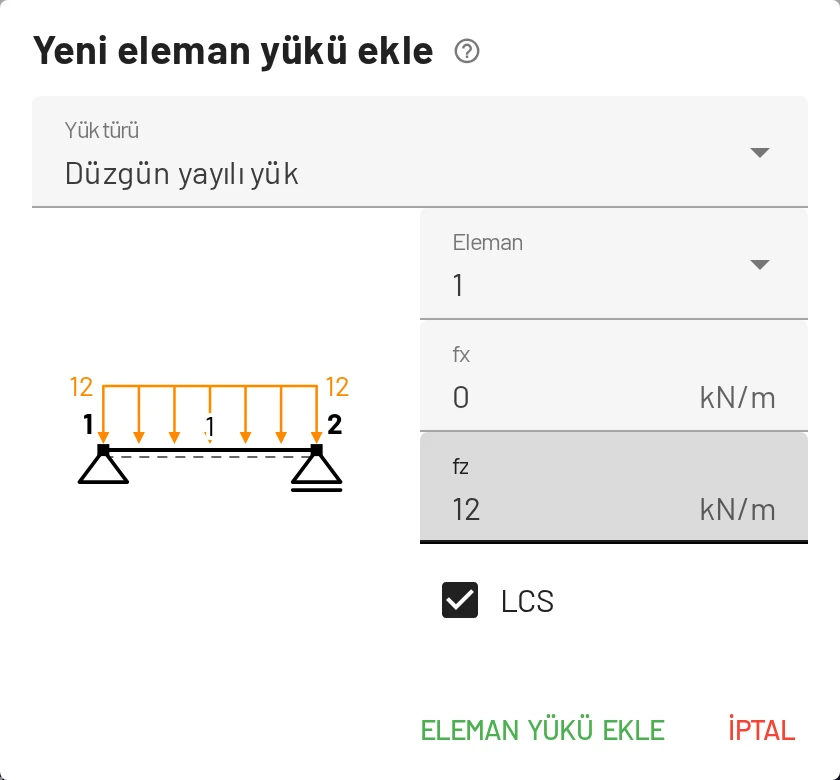 Yeni eleman yükü ekle
Yük türü
Düzgün yayılı yük
Eleman
1
fx
0 kN/m
fz
12 kN/m
LCS
12 12
1 1 2
ELEMAN YÜKÜ EKLE İPTAL